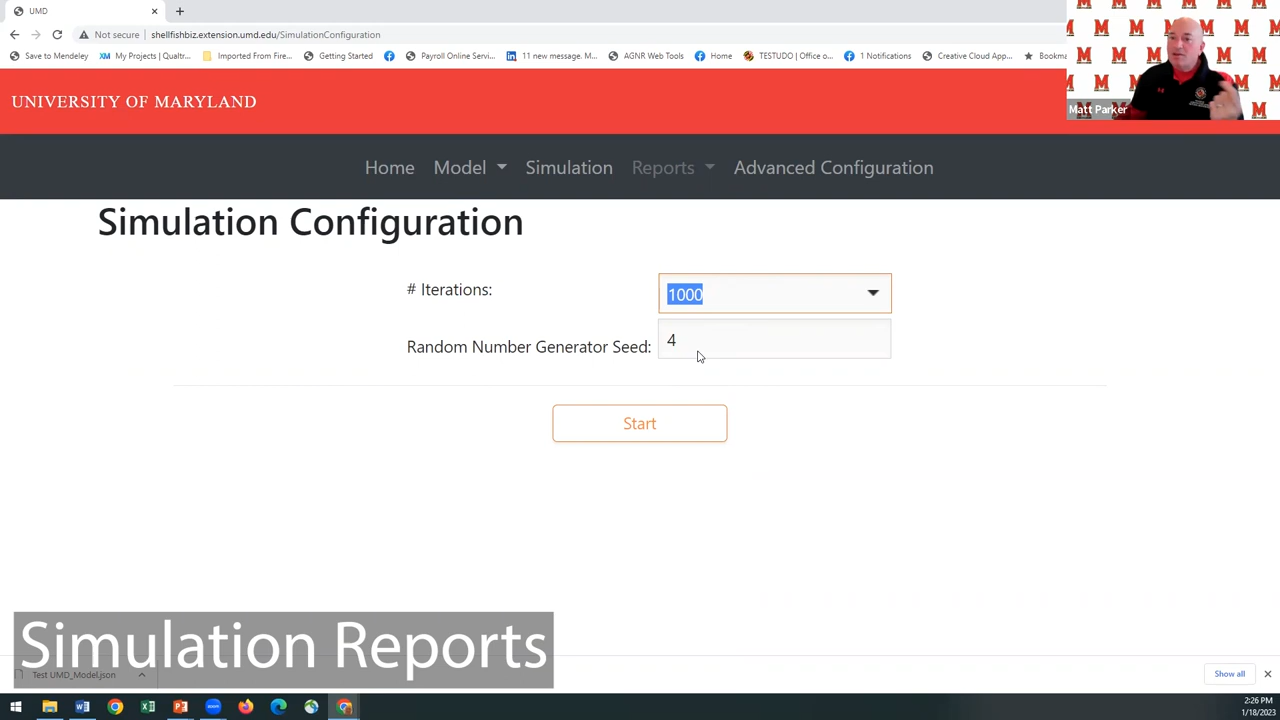 UMD
Not secure shellfishbiz.extension.umd.edu/SimulationConfiguration
Save to Mendeley My Projects (Qualtr... Imported From Fire... Getting Started Payroll Online Servi... 11 new message. M... AGNR Web Tools Home TESTUDO | Office o... 1 Notifications Creative Cloud App... Bookma
Matt Parker
UNIVERSITY OF MARYLAND
Home Model Simulation Reports Advanced Configuration
Simulation Configuration
# Iterations: 1000
Random Number Generator Seed: 4
Start
Simulation Reports
Test UMD_Model.json
Show all
2:26 PM
1/18/2023